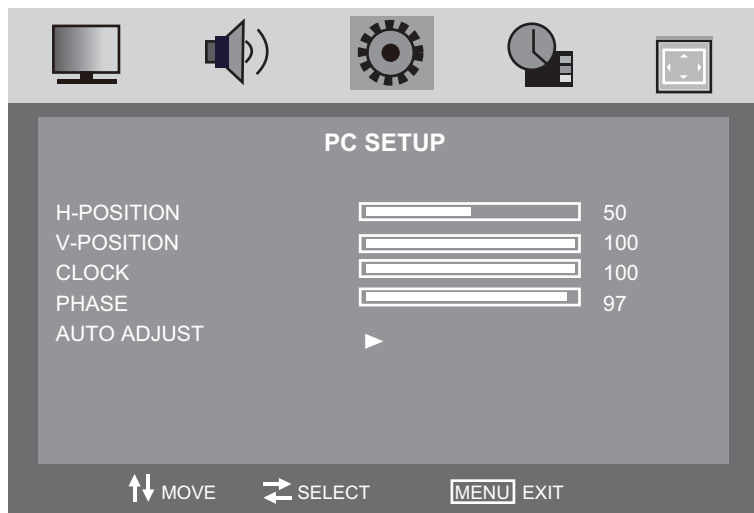 PC SETUP
H-POSITION 50
V-POSITION 100
CLOCK 100
PHASE 97
AUTO ADJUST
MOVE SELECT MENU EXIT